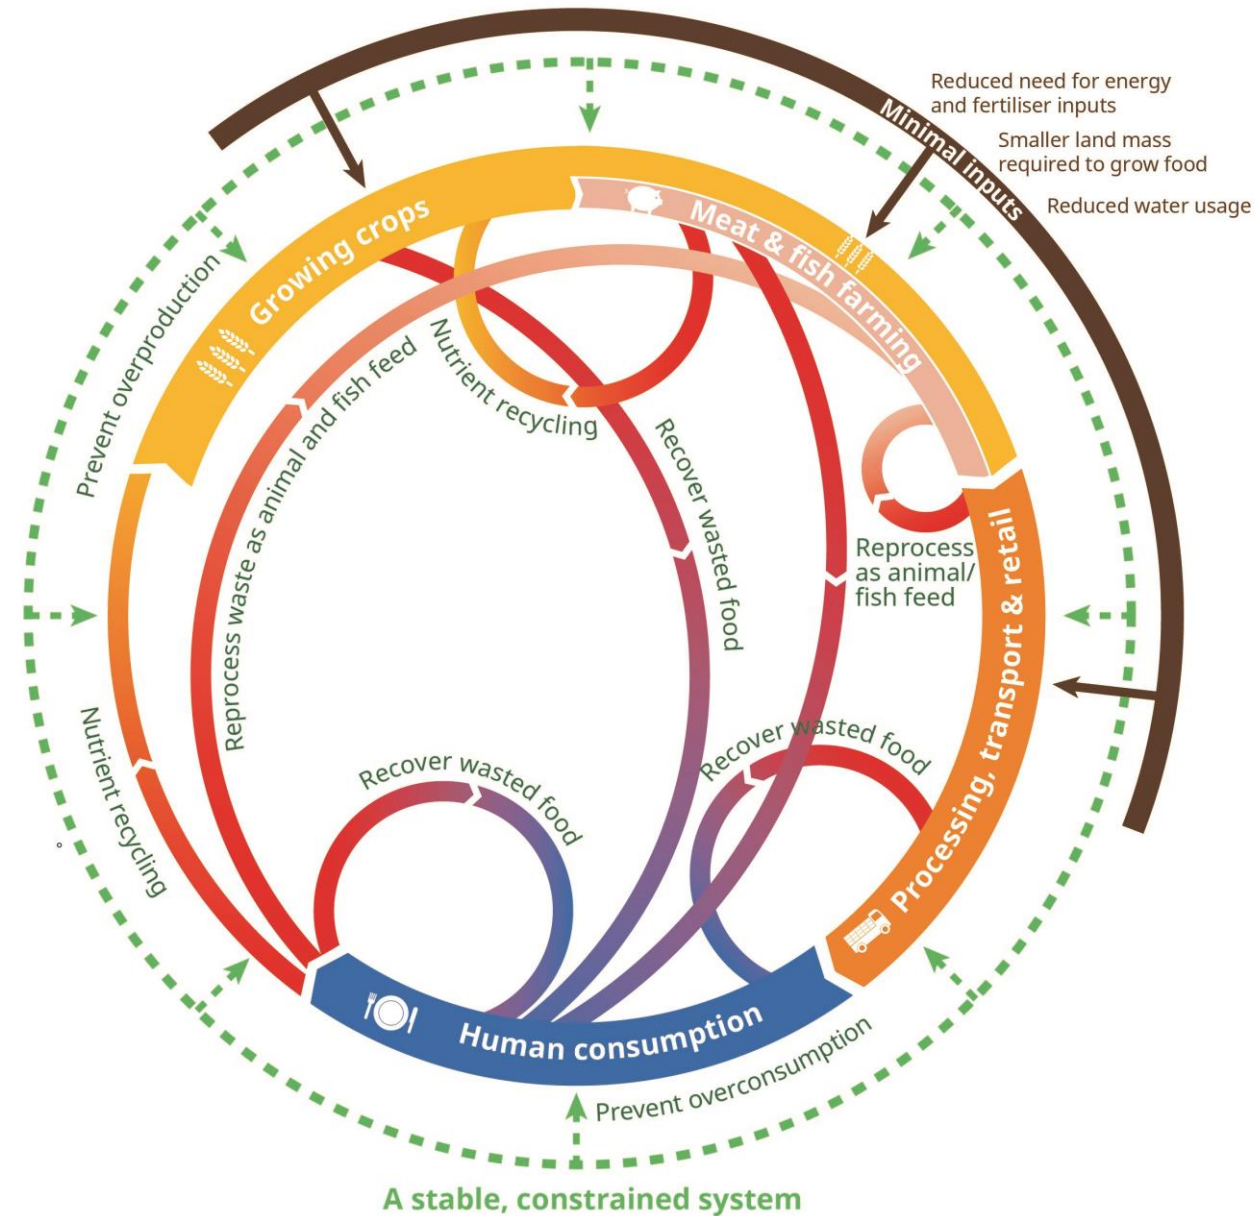 Reduced need for energy
and fertiliser inputs
Smaller land mass
required to grow food
Reduced water usage
Minimal inputs
Growing crops
Meat & fish farming
Prevent overproduction
Reprocess waste as animal and fish feed
Nutrient recycling
Recover wasted food
Reprocess
as animal/
fish feed
Processing, transport & retail
Nutrient recycling
Recover wasted food
Recover wasted food
Human consumption
Prevent overconsumption
A stable, constrained system